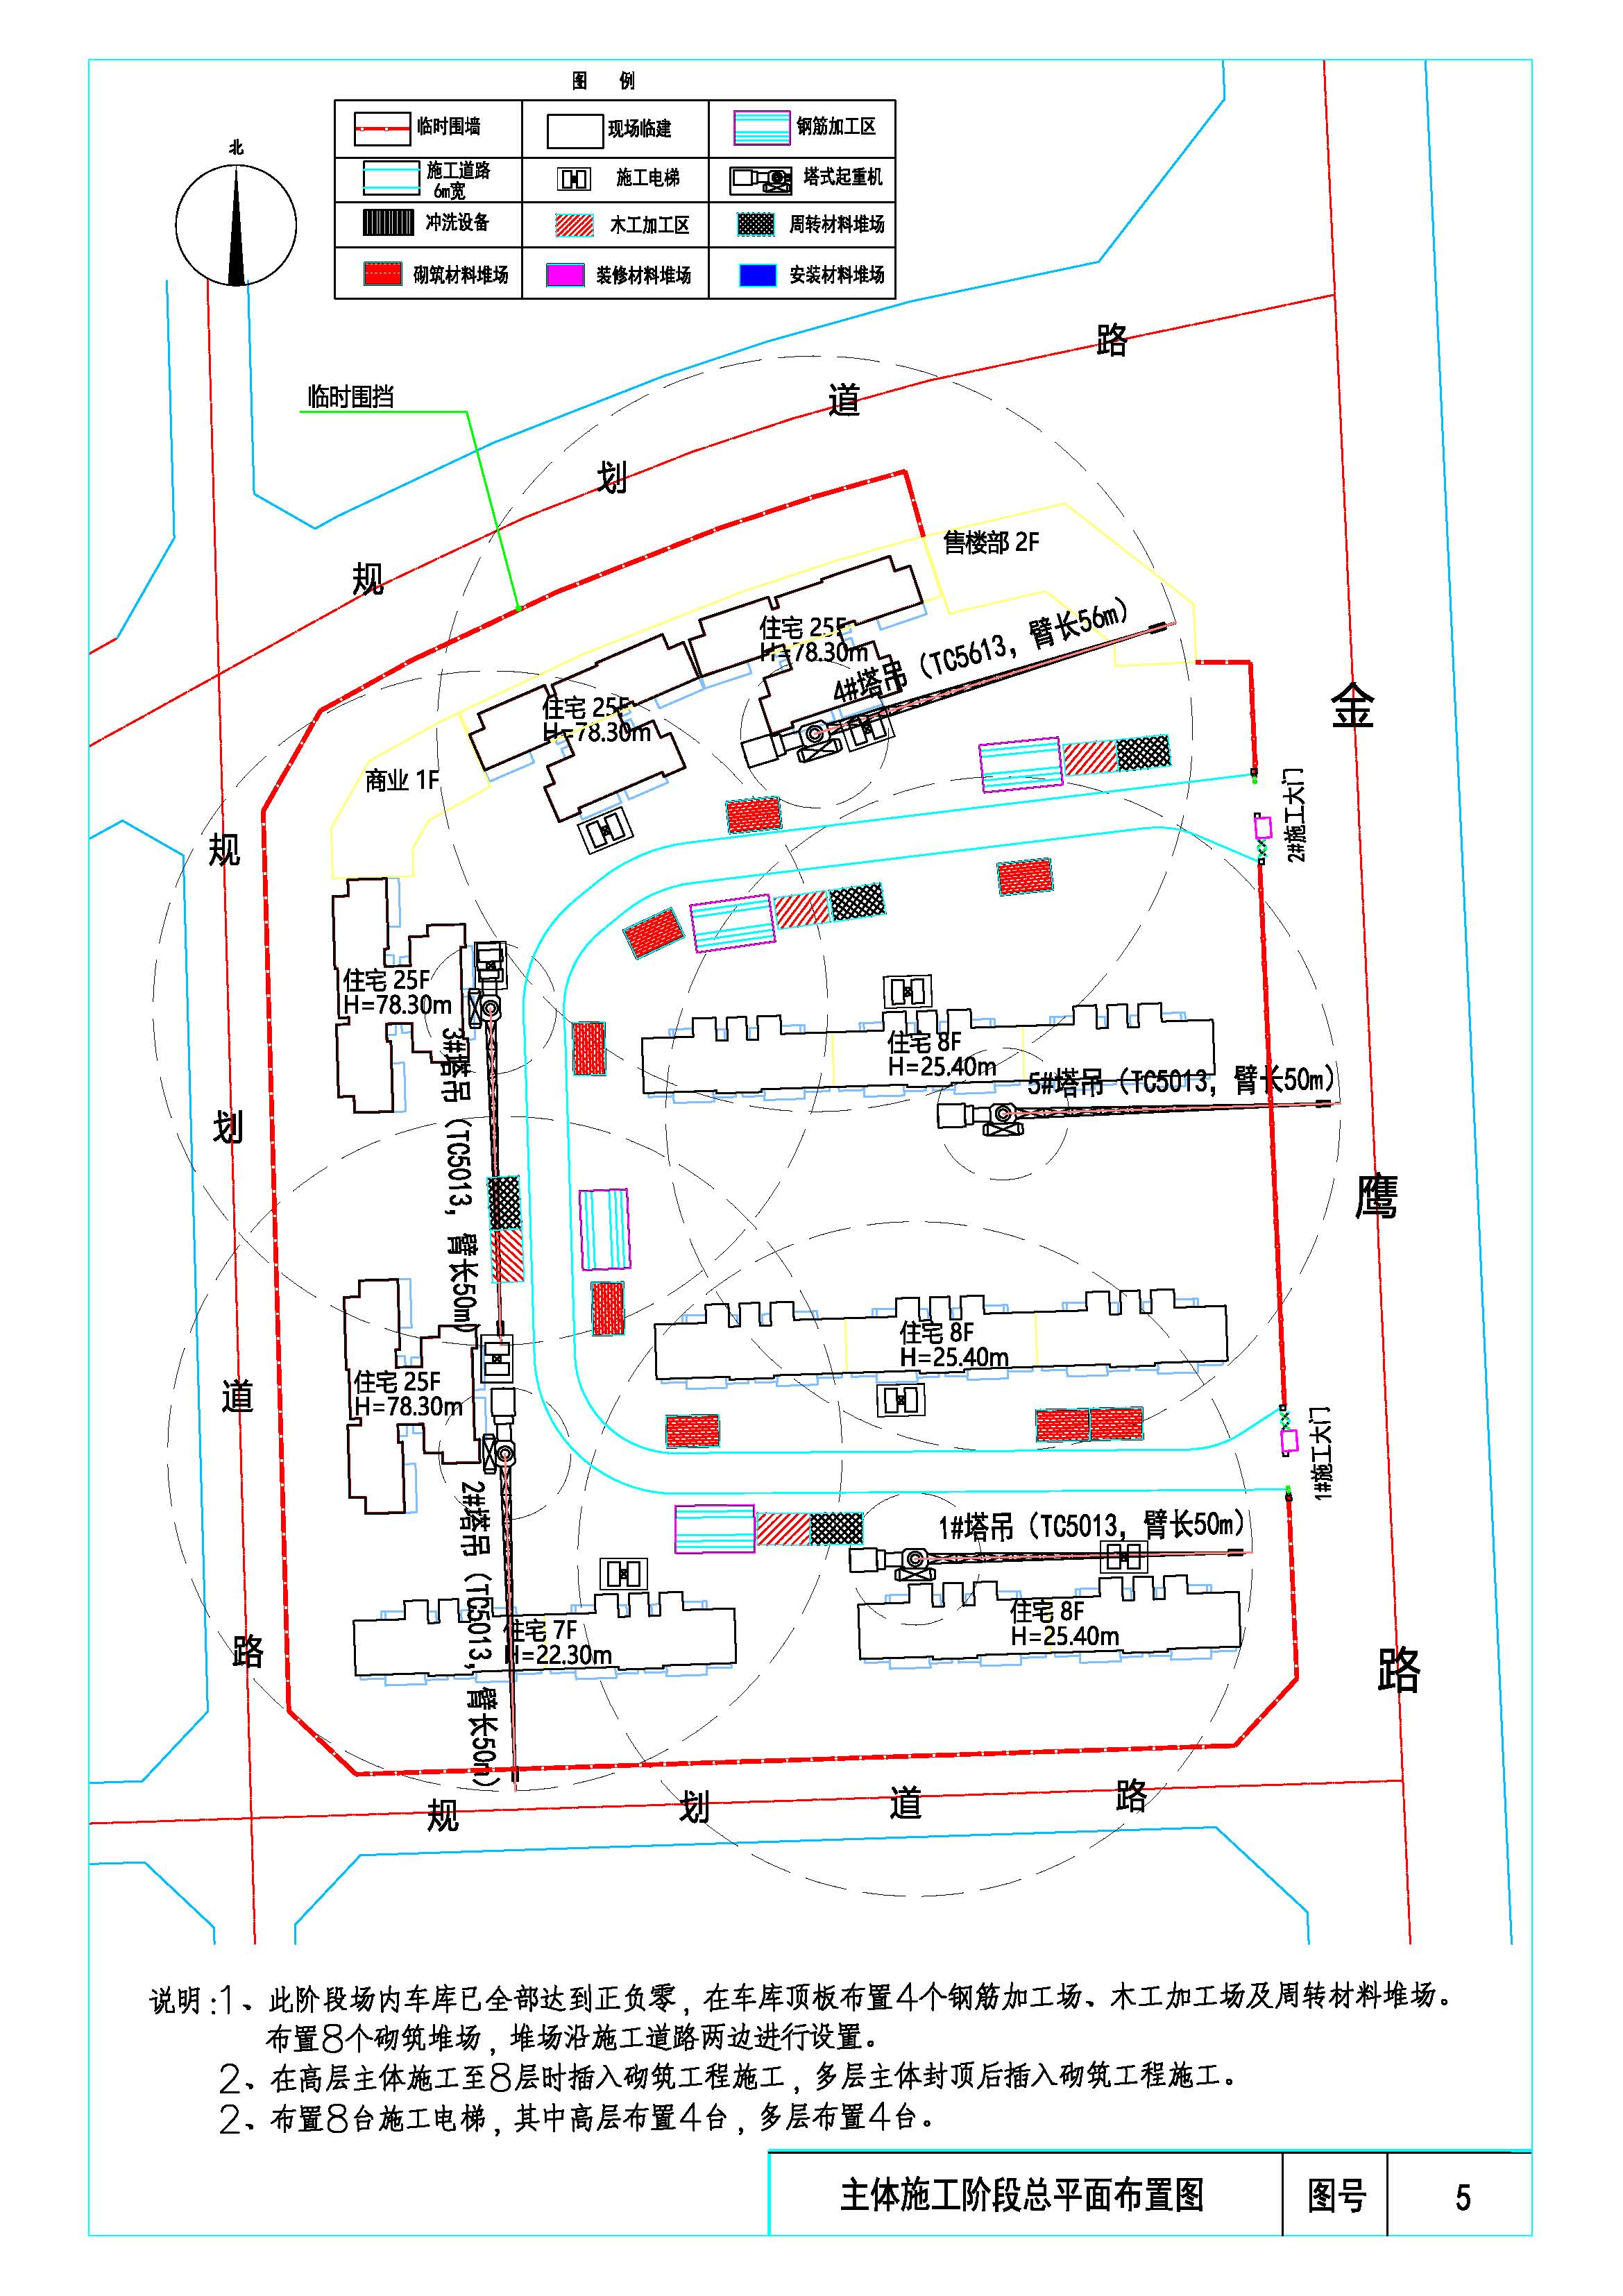 图 例
临时围墙
现场临建
钢筋加工区
施工道路
6m宽
施工电梯
塔式起重机
冲洗设备
木工加工区
周转材料堆场
砌筑材料堆场
装修材料堆场
安装材料堆场
北
临时围挡
规 划 道 路
售楼部 2F
住宅 25F
H=78.30m
4#塔吊（TC5613，臂长56m）
住宅 25F
H=78.30m
商业 1F
金 鹰 路
2#施工大门
规 划 道 路
住宅 25F
H=78.30m
3#塔吊（TC5013，臂长50m）
住宅 8F
H=25.40m
5#塔吊（TC5013，臂长50m）
住宅 8F
H=25.40m
住宅 25F
H=78.30m
1#施工大门
2#塔吊（TC5013，臂长50m）
1#塔吊（TC5013，臂长50m）
住宅 7F
H=22.30m
住宅 8F
H=25.40m
规 划 道 路
说明：1、此阶段场内车库已全部达到正负零，在车库顶板布置4个钢筋加工场、木工加工场及周转材料堆场。
布置8个砌筑堆场，堆场沿施工道路两边进行设置。
2、在高层主体施工至8层时插入砌筑工程施工，多层主体封顶后插入砌筑工程施工。
2、布置8台施工电梯，其中高层布置4台，多层布置4台。
主体施工阶段总平面布置图
图号
5